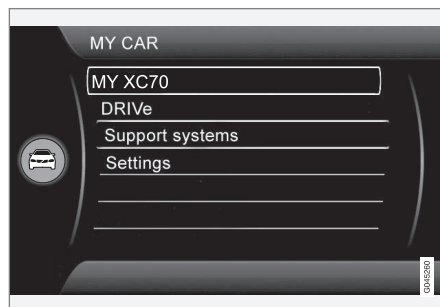 MY CAR
MY XC70
DRIVe
Support systems
Settings
G045260